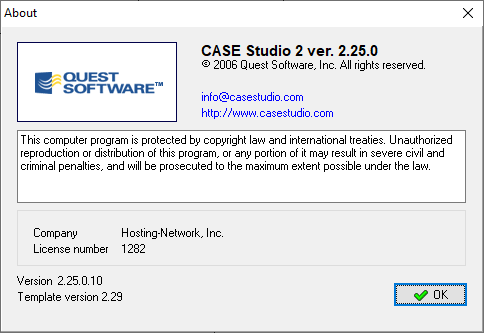 About
QUEST
SOFTWARE™
CASE Studio 2 ver. 2.25.0
© 2006 Quest Software, Inc. All rights reserved.
info@casestudio.com
http://www.casestudio.com
This computer program is protected by copyright law and international treaties. Unauthorized
reproduction or distribution of this program, or any portion of it may result in severe civil and
criminal penalties, and will be prosecuted to the maximum extent possible under the law.
Company Hosting-Network, Inc.
License number 1282
Version 2.25.0.10
Template version 2.29
OK